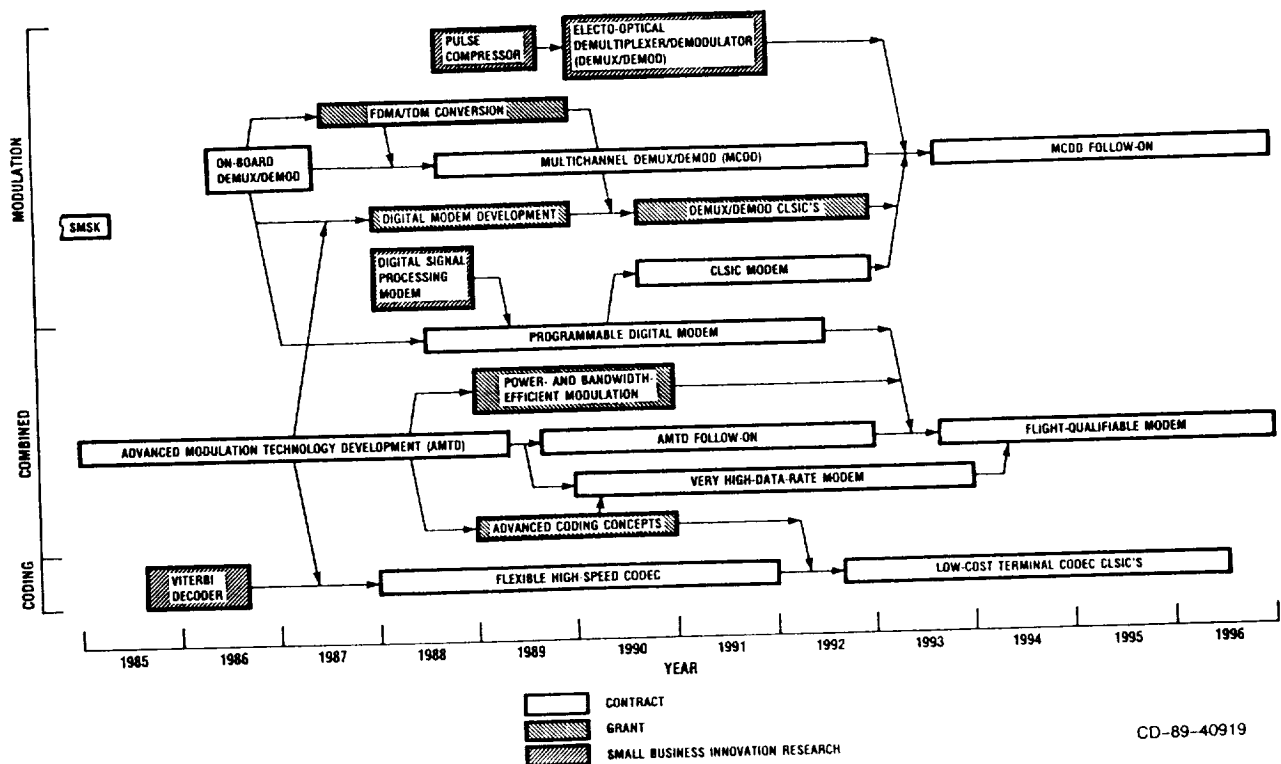 PULSE
COMPRESSOR
ELECTO-OPTICAL
DEMULTIPLEXER/DEMODULATOR
(DEMUX/DEMOD)
FDMA/TDM CONVERSION
MODULATION
ON-BOARD
DEMUX/DEMOD
MULTICHANNEL DEMUX/DEMOD (MCDD)
MCDD FOLLOW-ON
SMSK
DIGITAL MODEM DEVELOPMENT
DEMUX/DEMOD CLSIC'S
DIGITAL SIGNAL
PROCESSING
MODEM
CLSIC MODEM
PROGRAMMABLE DIGITAL MODEM
COMBINED
POWER- AND BANDWIDTH-
EFFICIENT MODULATION
ADVANCED MODULATION TECHNOLOGY DEVELOPMENT (AMTD)
AMTD FOLLOW-ON
FLIGHT-QUALIFIABLE MODEM
VERY HIGH-DATA-RATE MODEM
ADVANCED CODING CONCEPTS
CODING
VITERBI
DECODER
FLEXIBLE HIGH-SPEED CODEC
LOW-COST TERMINAL CODEC CLSIC'S
1985 1986 1987 1988 1989 1990 1991 1992 1993 1994 1995 1996
YEAR
CONTRACT
GRANT
SMALL BUSINESS INNOVATION RESEARCH
CD-89-40919